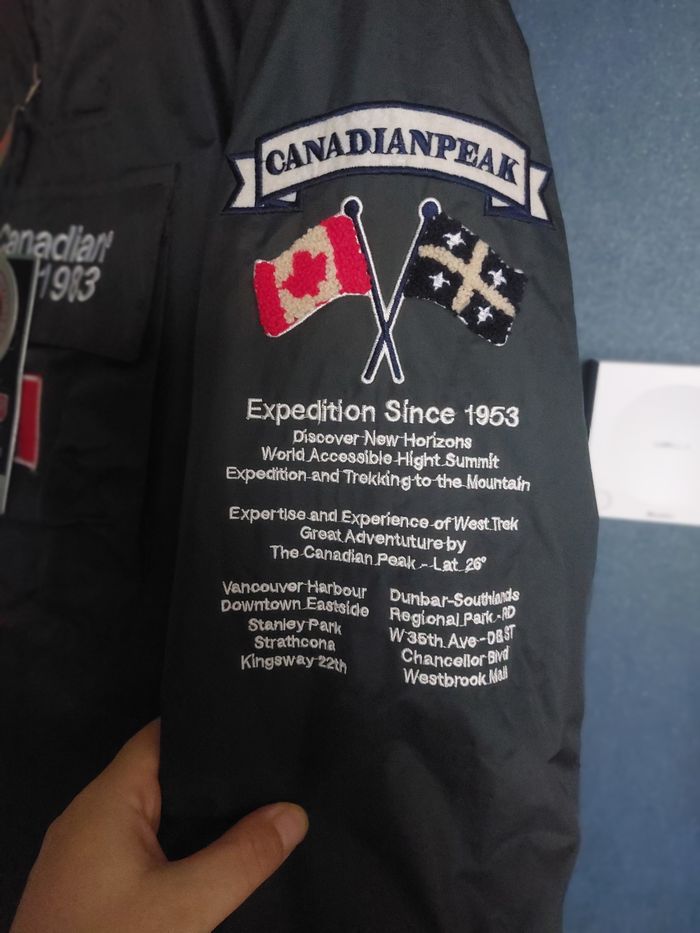 CANADIANPEAK
Canadian'
1983
Expedition Since 1953
Discover New Horizons
World Accessible Hight Summit
Expedition and Trekking to the Mountain
Expertise and Experience of West Trek
Great Adventuture by
The Canadian Peak - Lat 26°
Vancouver Harbour
Downtown Eastside
Stanley Park
Strathcona
Kingsway 22th
Dunbar-Southlands
Regional Park - RD
W 35th Ave - DBST
Chancellor Blvd
Westbrook Mall